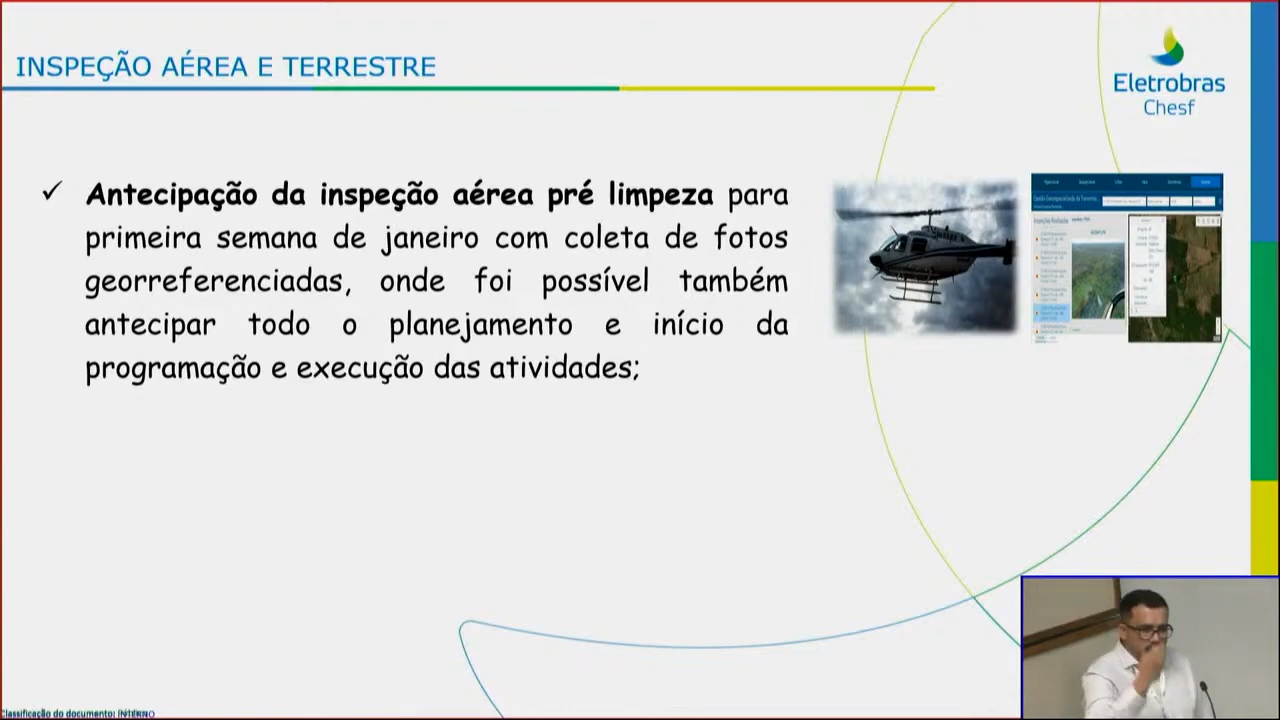 INSPEÇÃO AÉREA E TERRESTRE
Eletrobras
Chesf
✓ Antecipação da inspeção aérea pré limpeza para
primeira semana de janeiro com coleta de fotos
georreferenciadas, onde foi possível também
antecipar todo o planejamento e início da
programação e execução das atividades;
Classificação do documento: INTERNO